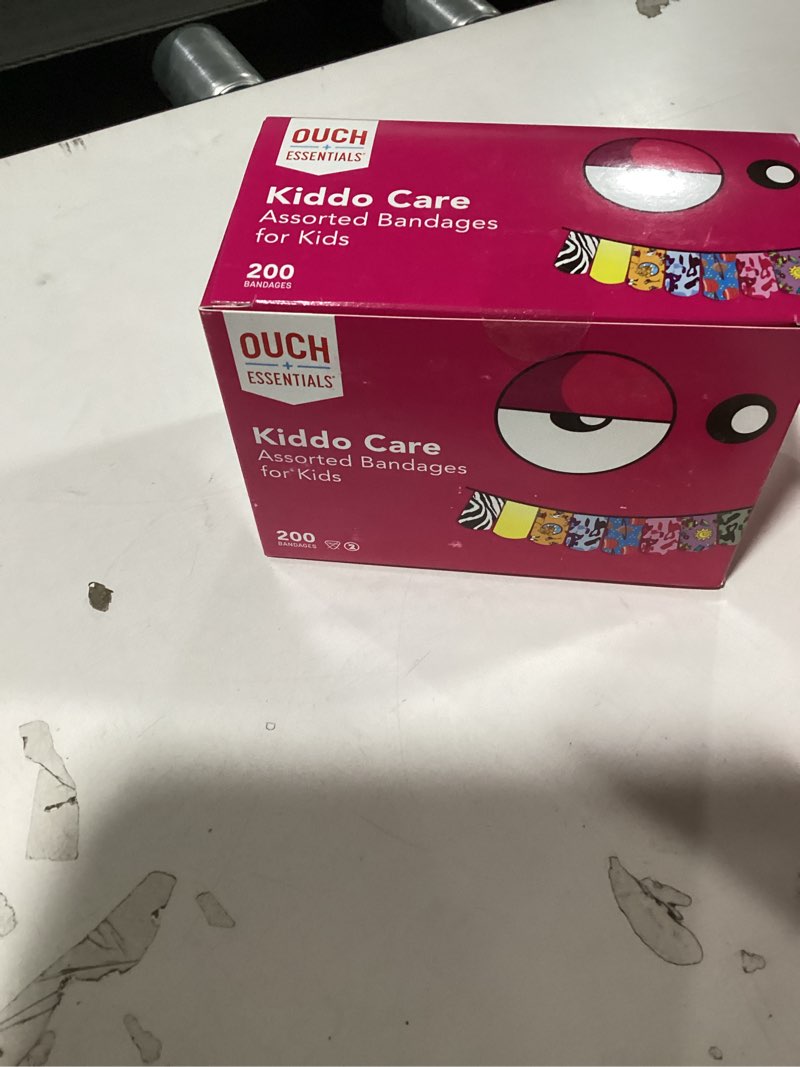 OUCH
+
ESSENTIALS
Kiddo Care
Assorted Bandages
for Kids
200
BANDAGES
OUCH
+
ESSENTIALS
Kiddo Care
Assorted Bandages
for Kids
200
BANDAGES 2